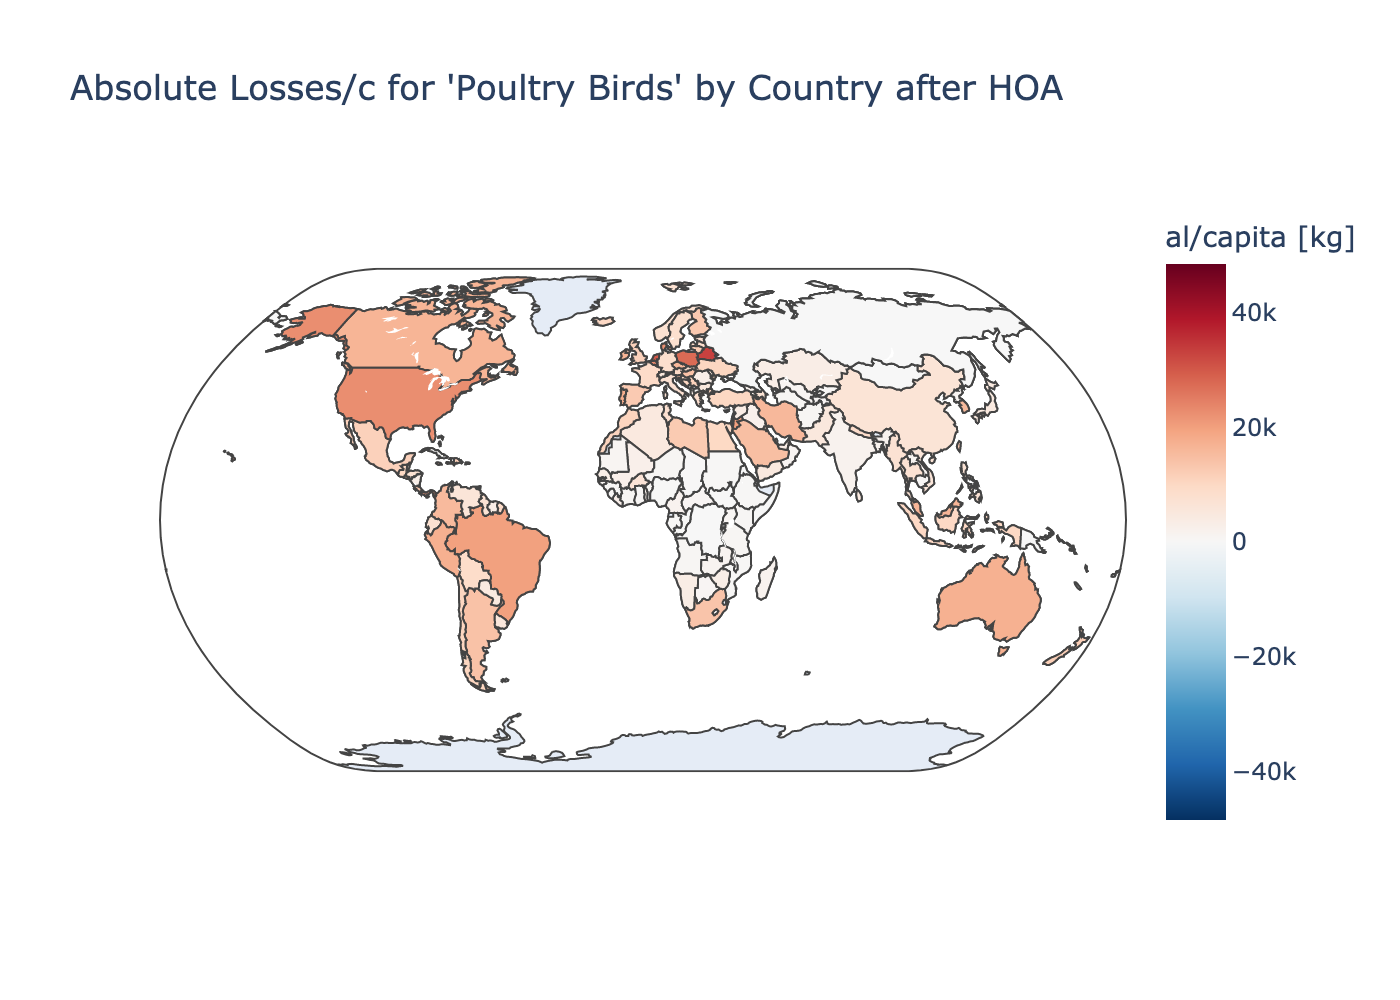 Absolute Losses/c for 'Poultry Birds' by Country after HOA
al/capita [kg]
40k
20k
0
−20k
−40k